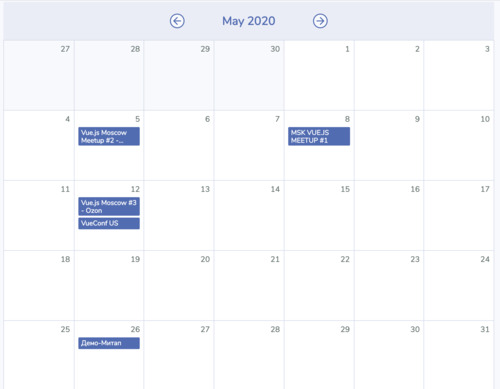 May 2020
27 28 29 30 1 2 3
4 5 6 7 8 9 10
Vue.js Moscow
Meetup #2 -...
MSK VUEJS
MEETUP #1
11 12 13 14 15 16 17
Vue.js Moscow #3
- Ozon
VueConf US
18 19 20 21 22 23 24
25 26 27 28 29 30 31
Демо-Митап